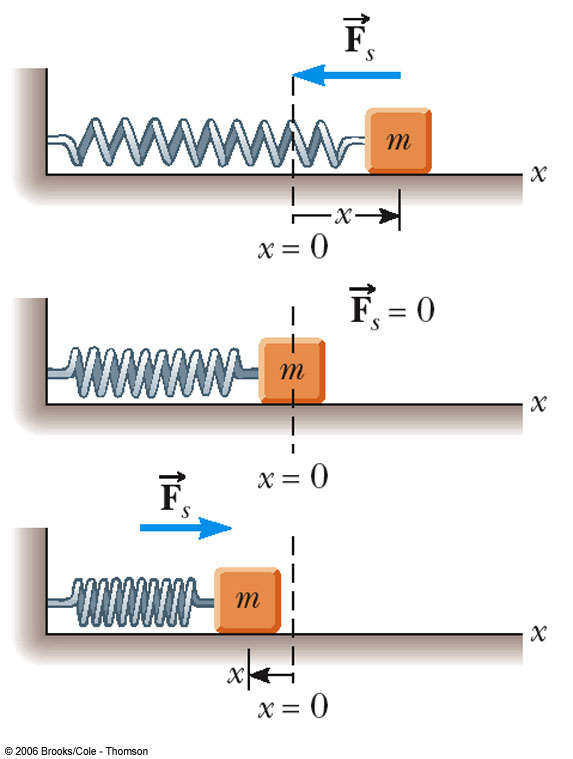 F⃗s
m
x
x
x = 0
F⃗s = 0
m
x
x = 0
F⃗s
m
x
x
x = 0
© 2006 Brooks/Cole - Thomson